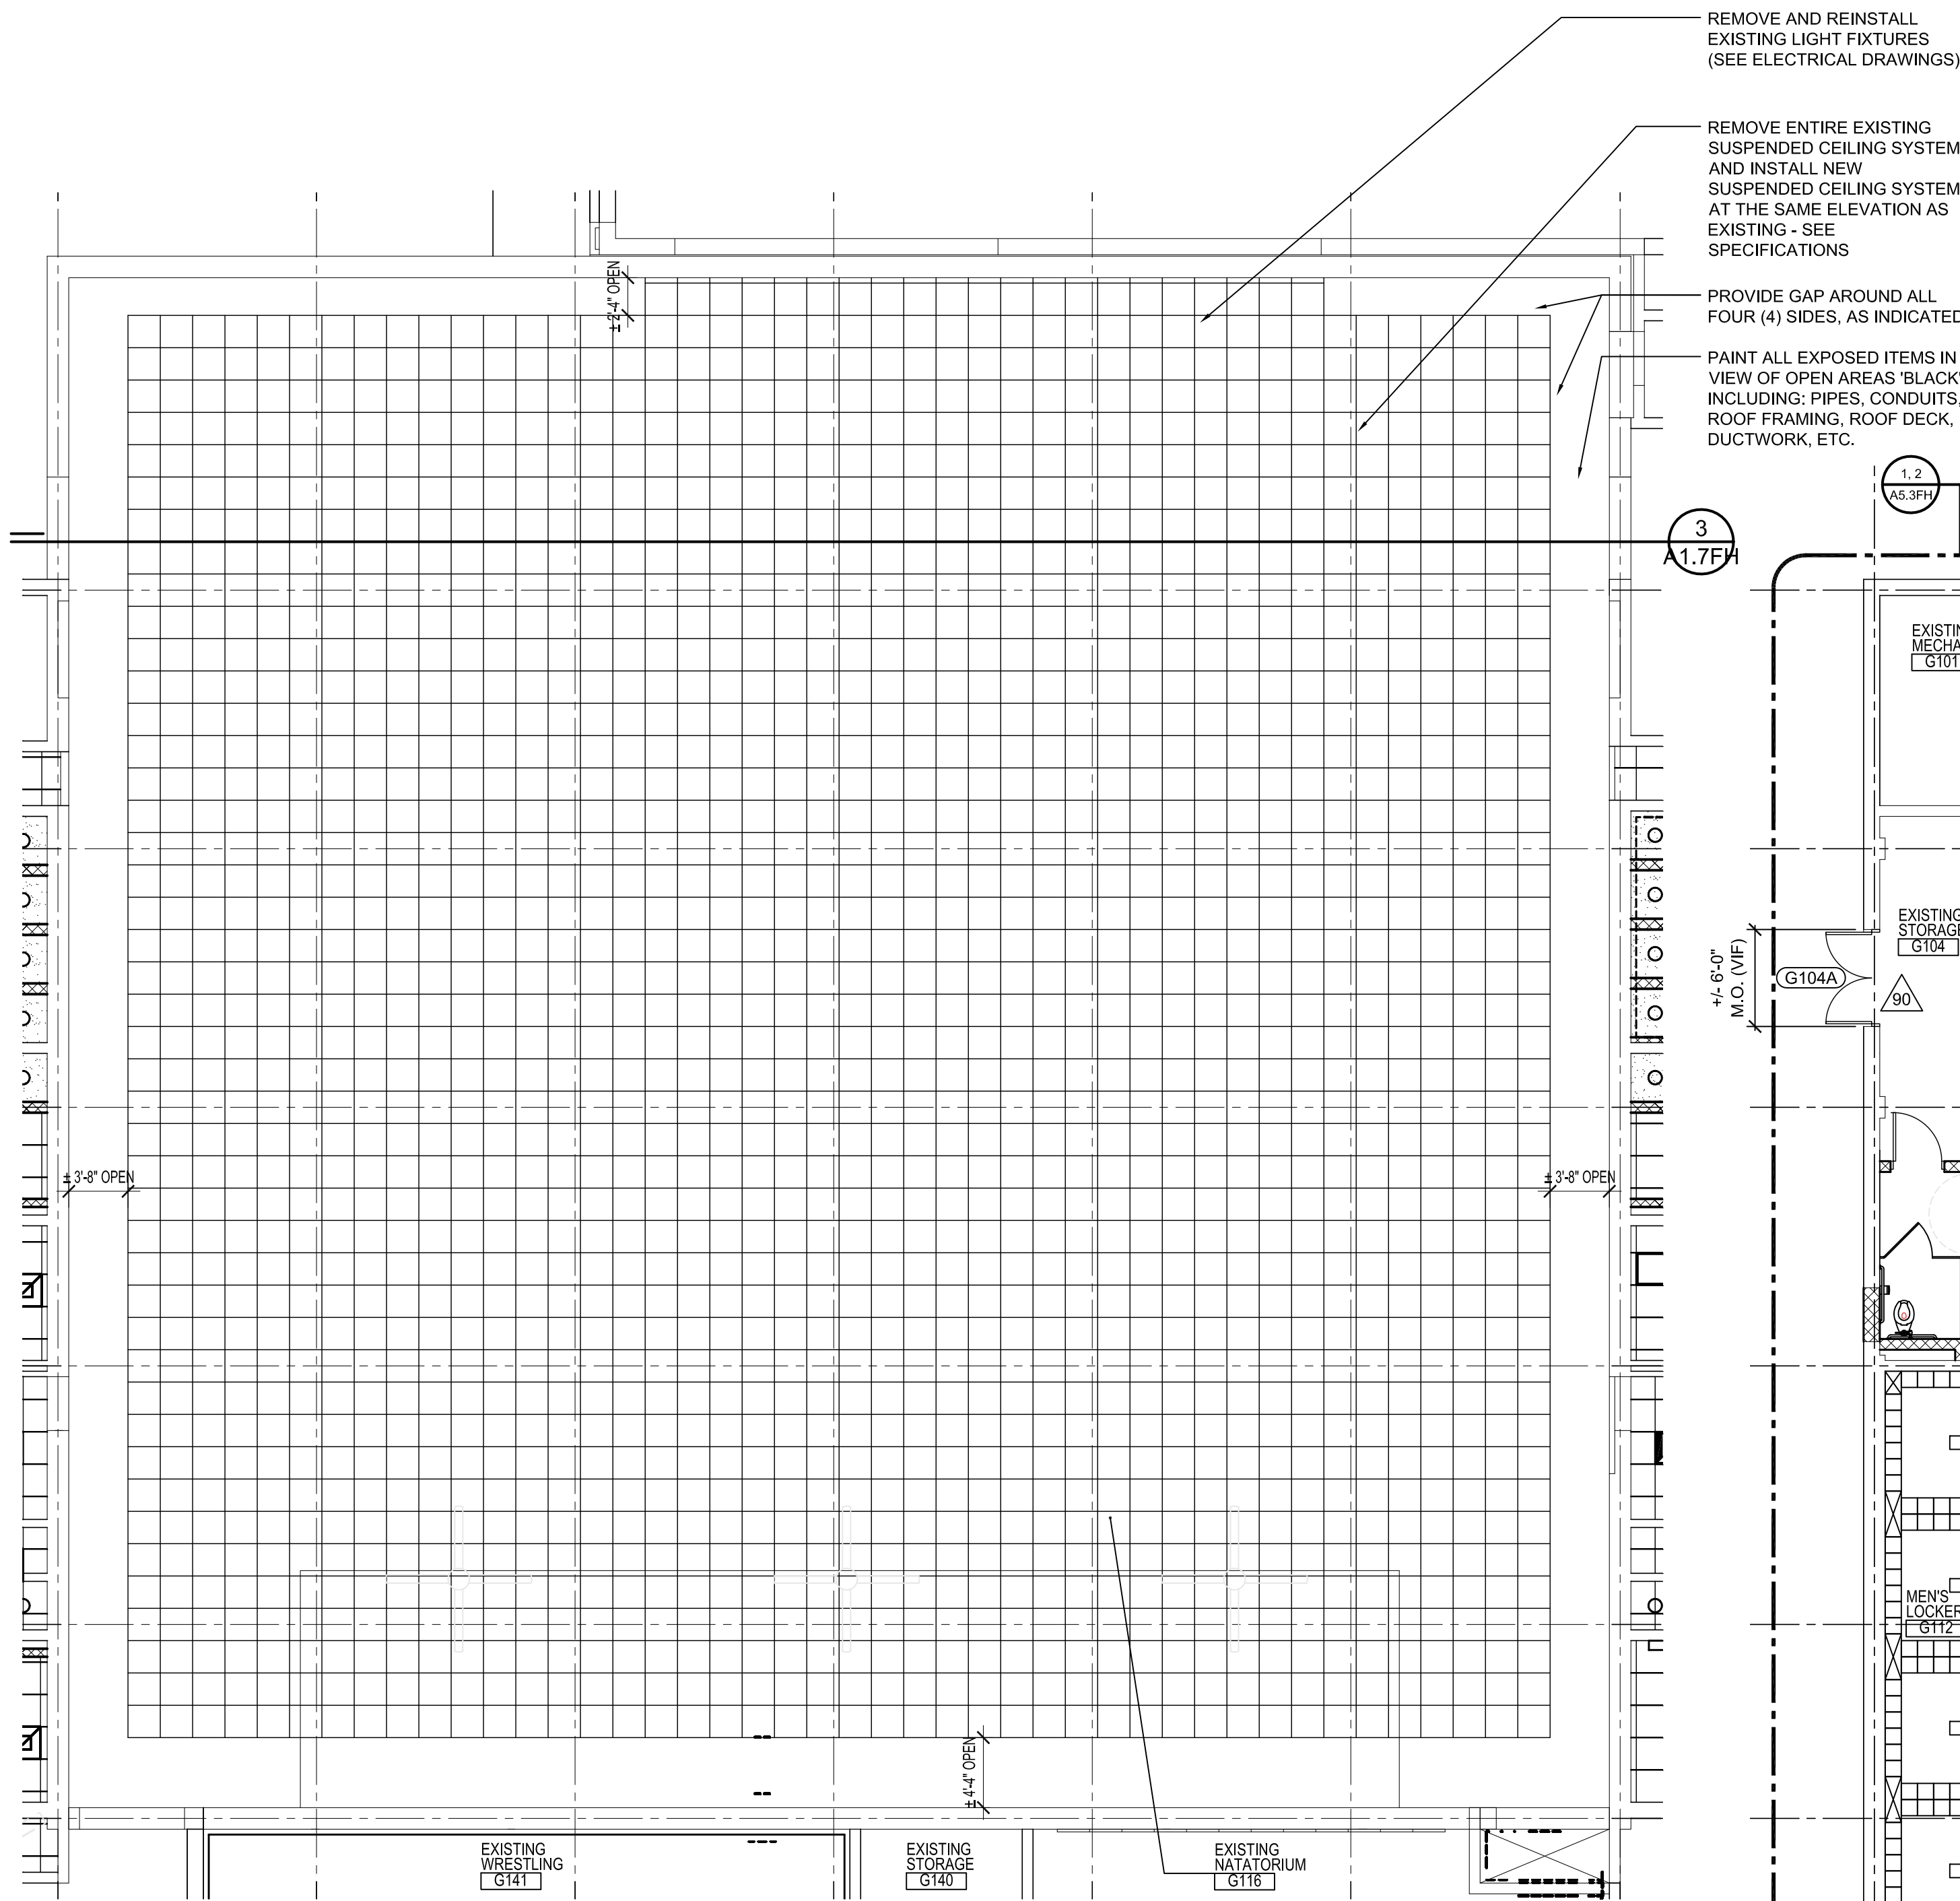 REMOVE AND REINSTALL
EXISTING LIGHT FIXTURES
(SEE ELECTRICAL DRAWINGS)
REMOVE ENTIRE EXISTING
SUSPENDED CEILING SYSTEM
AND INSTALL NEW
SUSPENDED CEILING SYSTEM
AT THE SAME ELEVATION AS
EXISTING - SEE
SPECIFICATIONS
PROVIDE GAP AROUND ALL
FOUR (4) SIDES, AS INDICATED
PAINT ALL EXPOSED ITEMS IN
VIEW OF OPEN AREAS 'BLACK'
INCLUDING: PIPES, CONDUITS,
ROOF FRAMING, ROOF DECK,
DUCTWORK, ETC.
± 2'-4" OPEN
1, 2
A5.3FH
3
A1.7FH
MECHA
G101
EXISTING
STORAGE
G104
+/- 6'-0"
M.O. (VIF)
G104A
90
± 3'-8" OPEN
± 3'-8" OPEN
MEN'S
LOCKER
G112
± 4'-4" OPEN
EXISTING
WRESTLING
G141
EXISTING
STORAGE
G140
EXISTING
NATATORIUM
G116